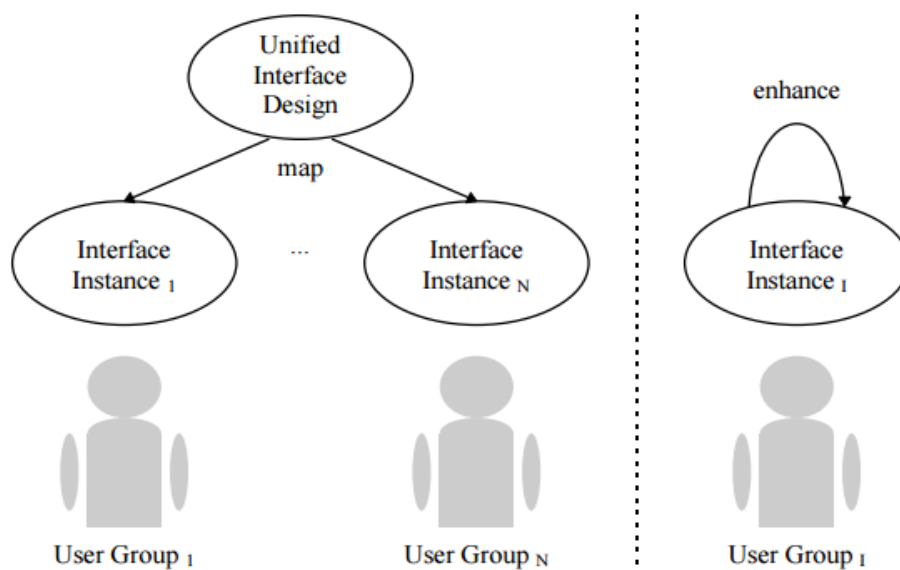 Unified
Interface
Design
enhance
map
Interface
Instance 1
...
Interface
Instance N
Interface
Instance I
User Group 1
User Group N
User Group I